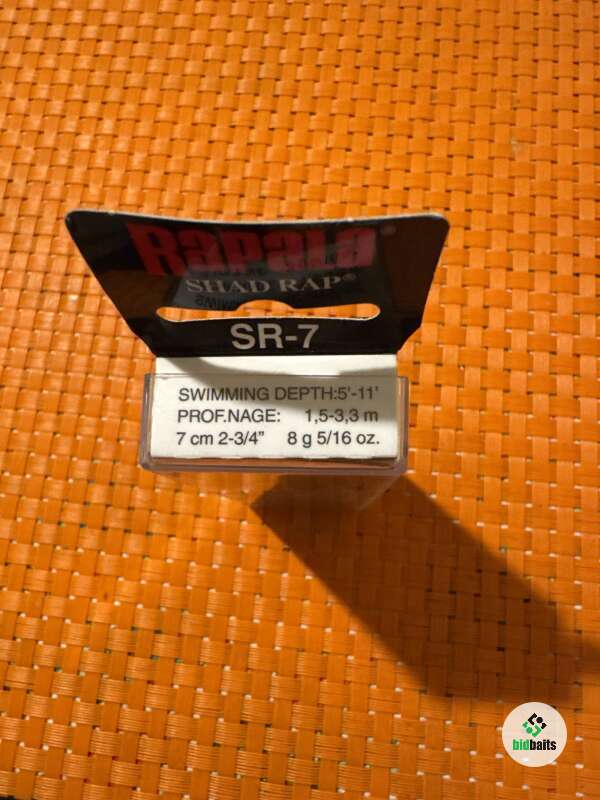 Rapala®
SHAD RAP®
SR-7
SWIMMING DEPTH:5'-11'
PROF.NAGE: 1,5-3,3 m
7 cm 2-3/4" 8 g 5/16 oz.
bidbaits